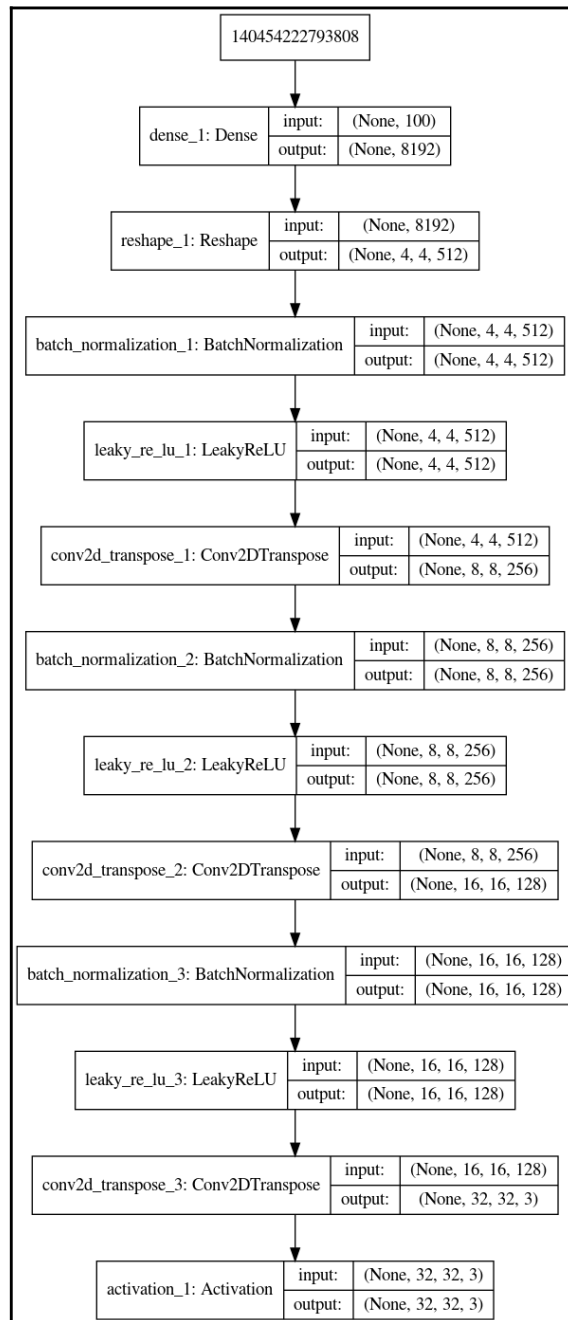 140454222793808
dense_1: Dense
input: (None, 100)
output: (None, 8192)
reshape_1: Reshape
input: (None, 8192)
output: (None, 4, 4, 512)
batch_normalization_1: BatchNormalization
input: (None, 4, 4, 512)
output: (None, 4, 4, 512)
leaky_re_lu_1: LeakyReLU
input: (None, 4, 4, 512)
output: (None, 4, 4, 512)
conv2d_transpose_1: Conv2DTranspose
input: (None, 4, 4, 512)
output: (None, 8, 8, 256)
batch_normalization_2: BatchNormalization
input: (None, 8, 8, 256)
output: (None, 8, 8, 256)
leaky_re_lu_2: LeakyReLU
input: (None, 8, 8, 256)
output: (None, 8, 8, 256)
conv2d_transpose_2: Conv2DTranspose
input: (None, 8, 8, 256)
output: (None, 16, 16, 128)
batch_normalization_3: BatchNormalization
input: (None, 16, 16, 128)
output: (None, 16, 16, 128)
leaky_re_lu_3: LeakyReLU
input: (None, 16, 16, 128)
output: (None, 16, 16, 128)
conv2d_transpose_3: Conv2DTranspose
input: (None, 16, 16, 128)
output: (None, 32, 32, 3)
activation_1: Activation
input: (None, 32, 32, 3)
output: (None, 32, 32, 3)